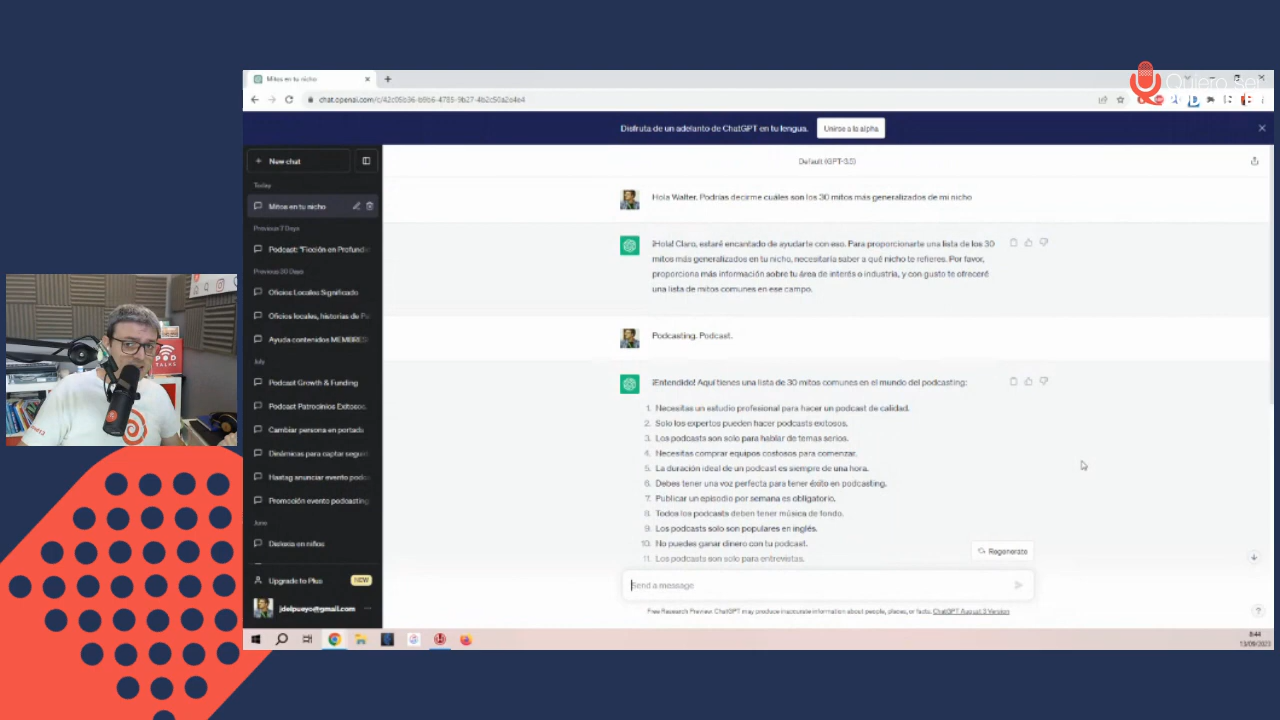 Mitos en tu nicho
chat.openai.com/c/42c05b36-b9b6-4785-9b27-4b2c50a2e4e4
Quiero ser
Disfruta de un adelanto de ChatGPT en tu lengua.
Unirse a la alpha
New chat
Today
Mitos en tu nicho
Previous 7 Days
Podcast: "Ficción en Profundi
Previous 30 Days
Oficios Locales Significado
Oficios locales, historias de Pa
Ayuda contenidos MEMBRES
July
Podcast Growth & Funding
Podcast Patrocinios Exitosos.
Cambiar persona en portada
Dinámicas para captar segui
Hastag anunciar evento podc
Promoción evento podcasting
June
Dislexia en niños
Upgrade to Plus
NEW
jdelpueyo@gmail.com
Default (GPT-3.5)
Hola Walter. Podrías decirme cuáles son los 30 mitos más generalizados de mi nicho
¡Hola! Claro, estaré encantado de ayudarte con eso. Para proporcionarte una lista de los 30
mitos más generalizados en tu nicho, necesitaría saber a qué nicho te refieres. Por favor,
proporciona más información sobre tu área de interés o industria, y con gusto te ofreceré
una lista de mitos comunes en ese campo.
Podcasting. Podcast.
¡Entendido! Aquí tienes una lista de 30 mitos comunes en el mundo del podcasting:
1. Necesitas un estudio profesional para hacer un podcast de calidad.
2. Solo los expertos pueden hacer podcasts exitosos.
3. Los podcasts son solo para hablar de temas serios.
4. Necesitas comprar equipos costosos para comenzar.
5. La duración ideal de un podcast es siempre de una hora.
6. Debes tener una voz perfecta para tener éxito en podcasting.
7. Publicar un episodio por semana es obligatorio.
8. Todos los podcasts deben tener música de fondo.
9. Los podcasts solo son populares en inglés.
10. No puedes ganar dinero con tu podcast.
11. Los podcasts son solo para entrevistas.
Regenerate
Send a message
Free Research Preview. ChatGPT may produce inaccurate information about people, places, or facts. ChatGPT August 3 Version
8:44
POD
TALKS